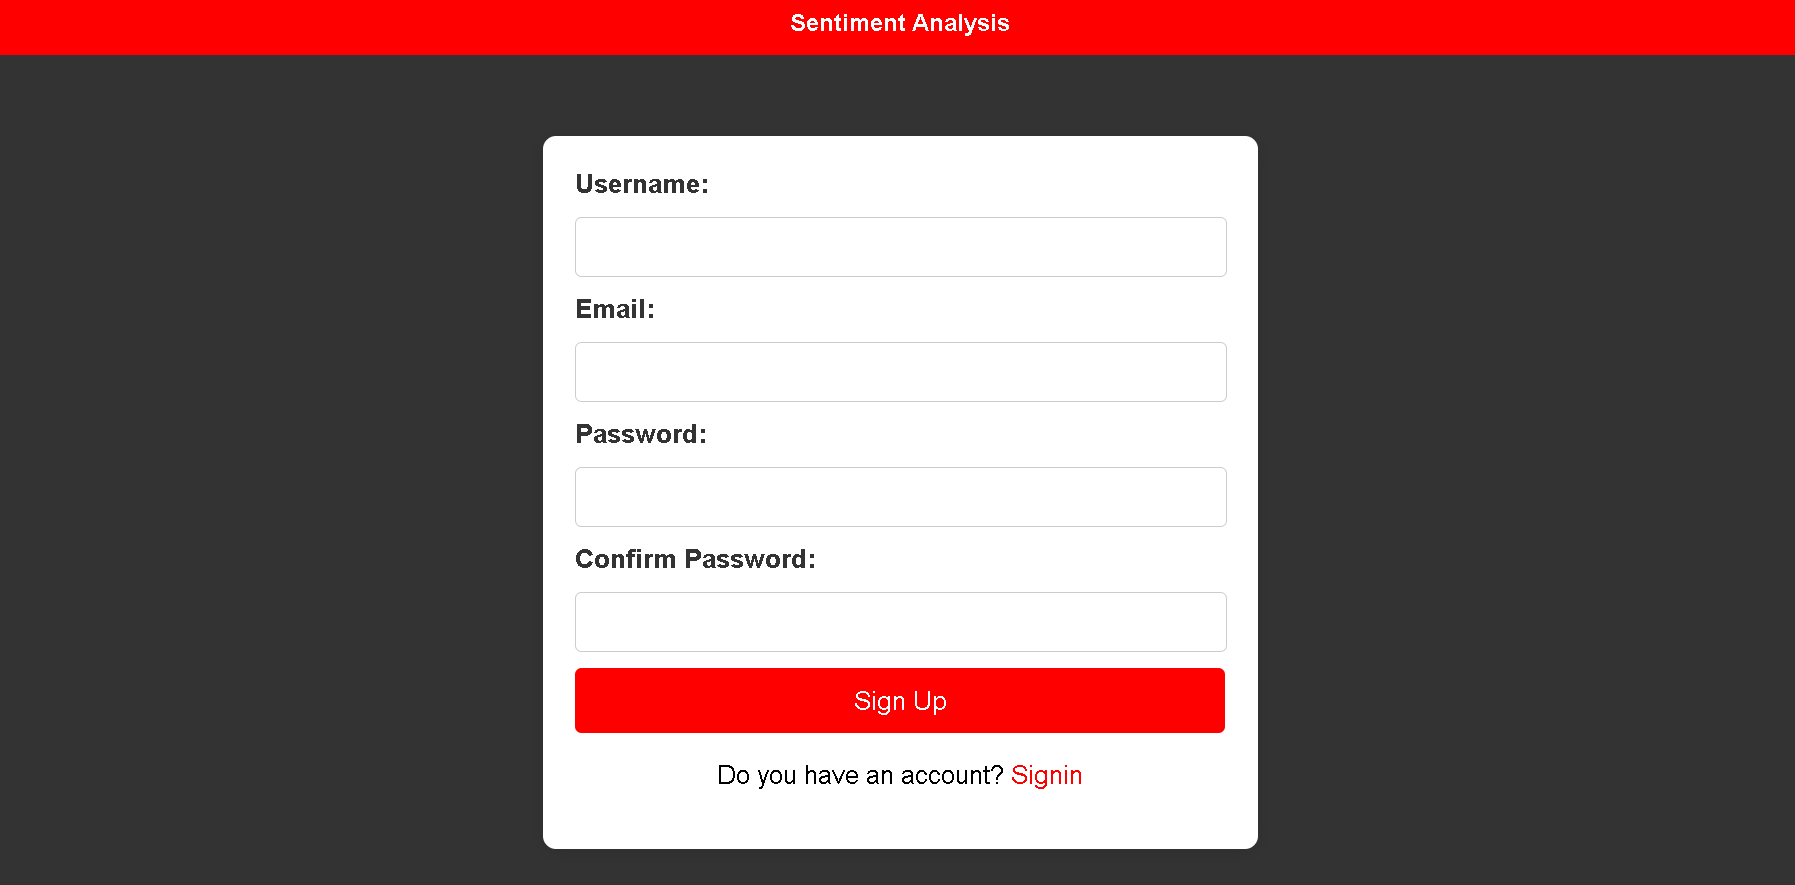 Sentiment Analysis
Username:
Email:
Password:
Confirm Password:
Sign Up
Do you have an account? Signin